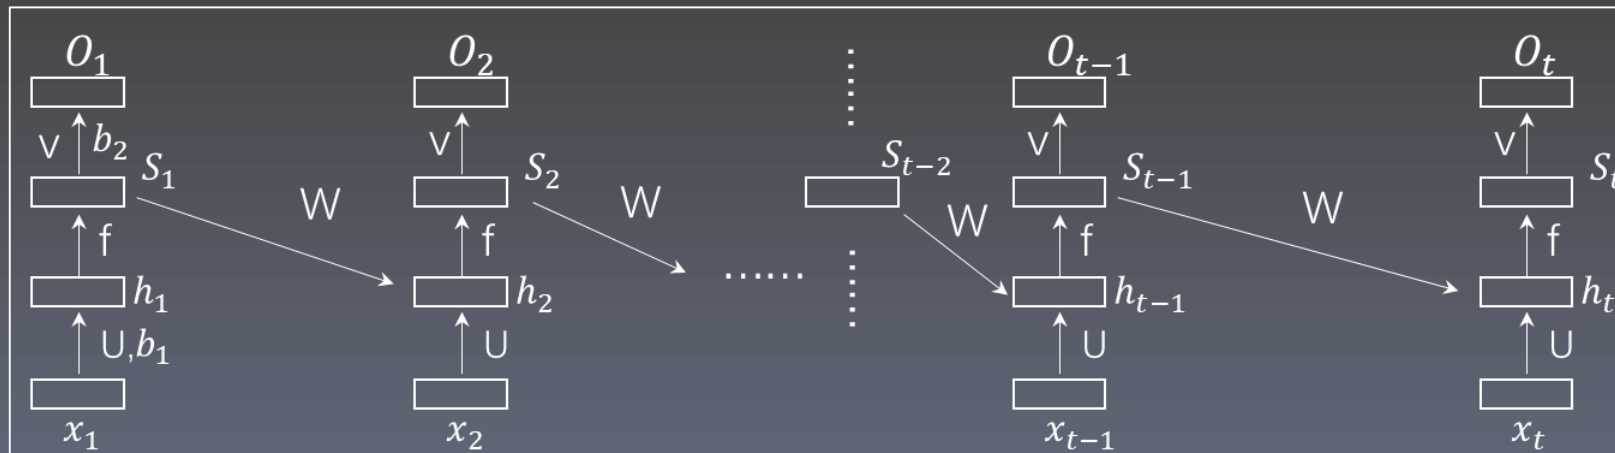 O₁ O₂ ⋮ Oₜ₋₁ Oₜ
V b₂ V V V
S₁ S₂ Sₜ₋₂ Sₜ₋₁ Sₜ
W W W W
f f f f
h₁ h₂ …… ⋮ hₜ₋₁ hₜ
U,b₁ U U U
x₁ x₂ xₜ₋₁ xₜ